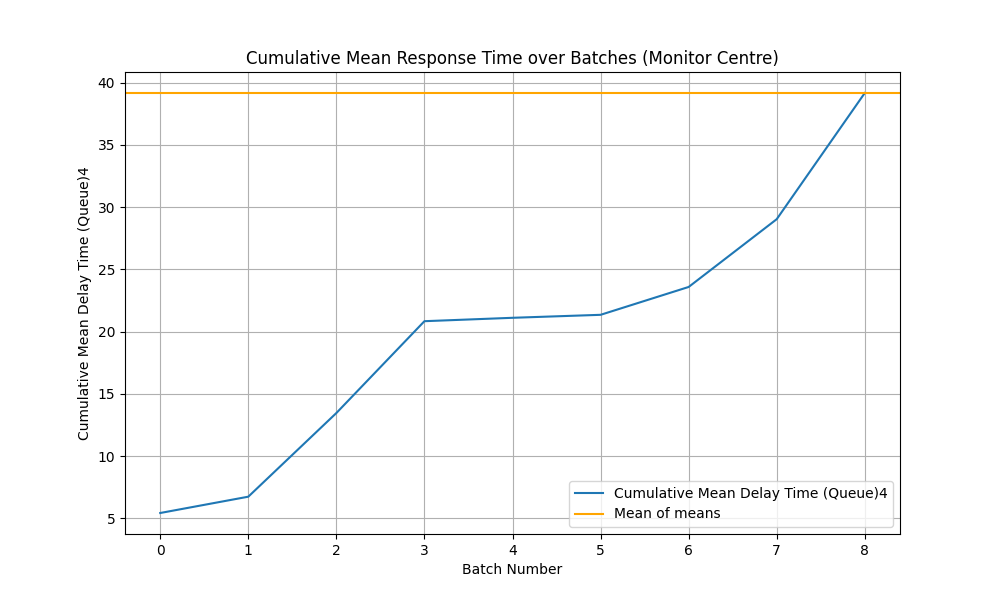 Cumulative Mean Response Time over Batches (Monitor Centre)
Cumulative Mean Delay Time (Queue)4
40
35
30
25
20
15
10
5
0 1 2 3 4 5 6 7 8
Batch Number
Cumulative Mean Delay Time (Queue)4
Mean of means